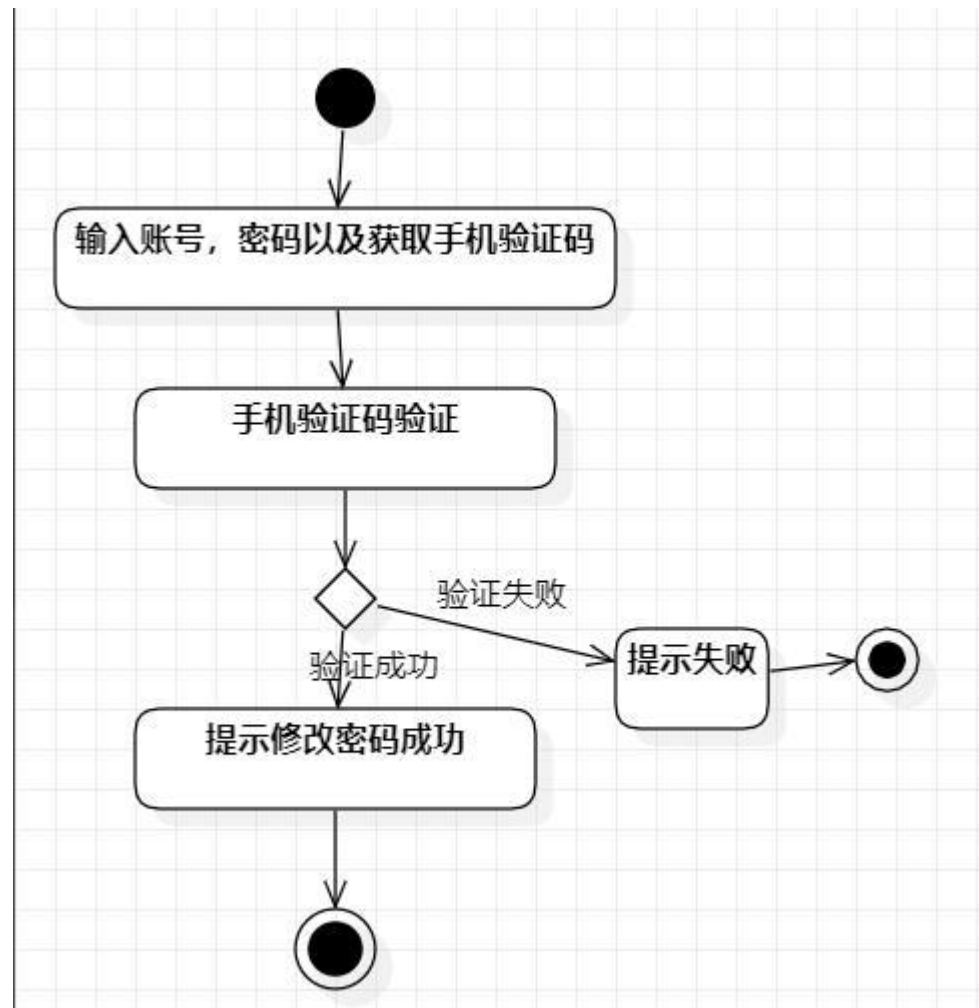 输入账号，密码以及获取手机验证码
手机验证码验证
验证失败
提示失败
验证成功
提示修改密码成功